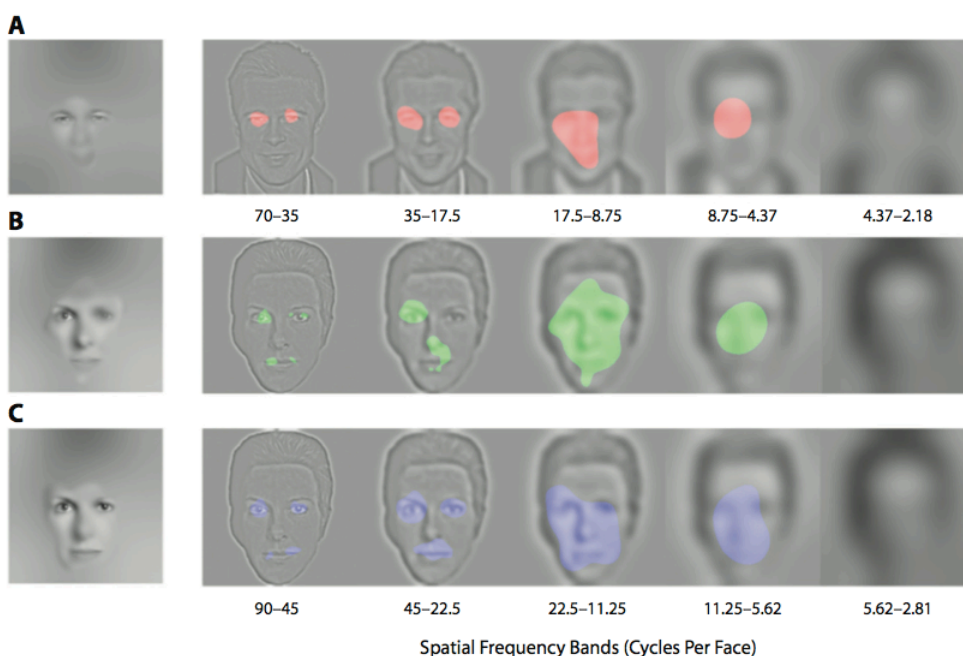 A
70–35 35–17.5 17.5–8.75 8.75–4.37 4.37–2.18
B
C
90–45 45–22.5 22.5–11.25 11.25–5.62 5.62–2.81
Spatial Frequency Bands (Cycles Per Face)